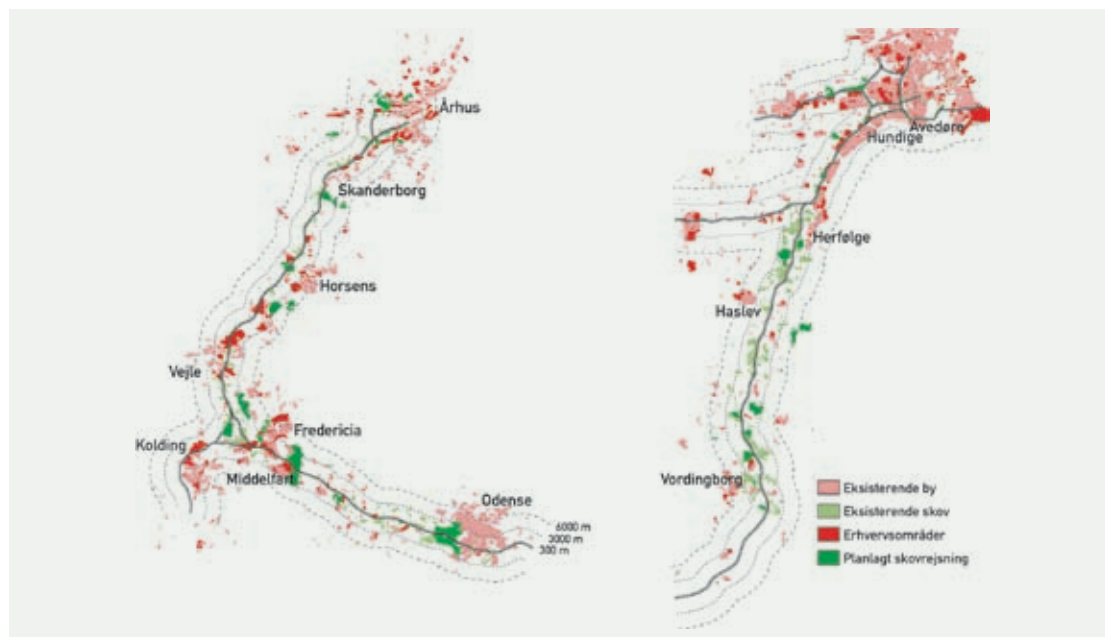 Århus
Skanderborg
Horsens
Vejle
Fredericia
Kolding
Middelfart
Odense
6000 m
3000 m
300 m
Avedøre
Hundige
Herfølge
Haslev
Vordingborg
Eksisterende by
Eksisterende skov
Erhvervsområder
Planlagt skovrejsning